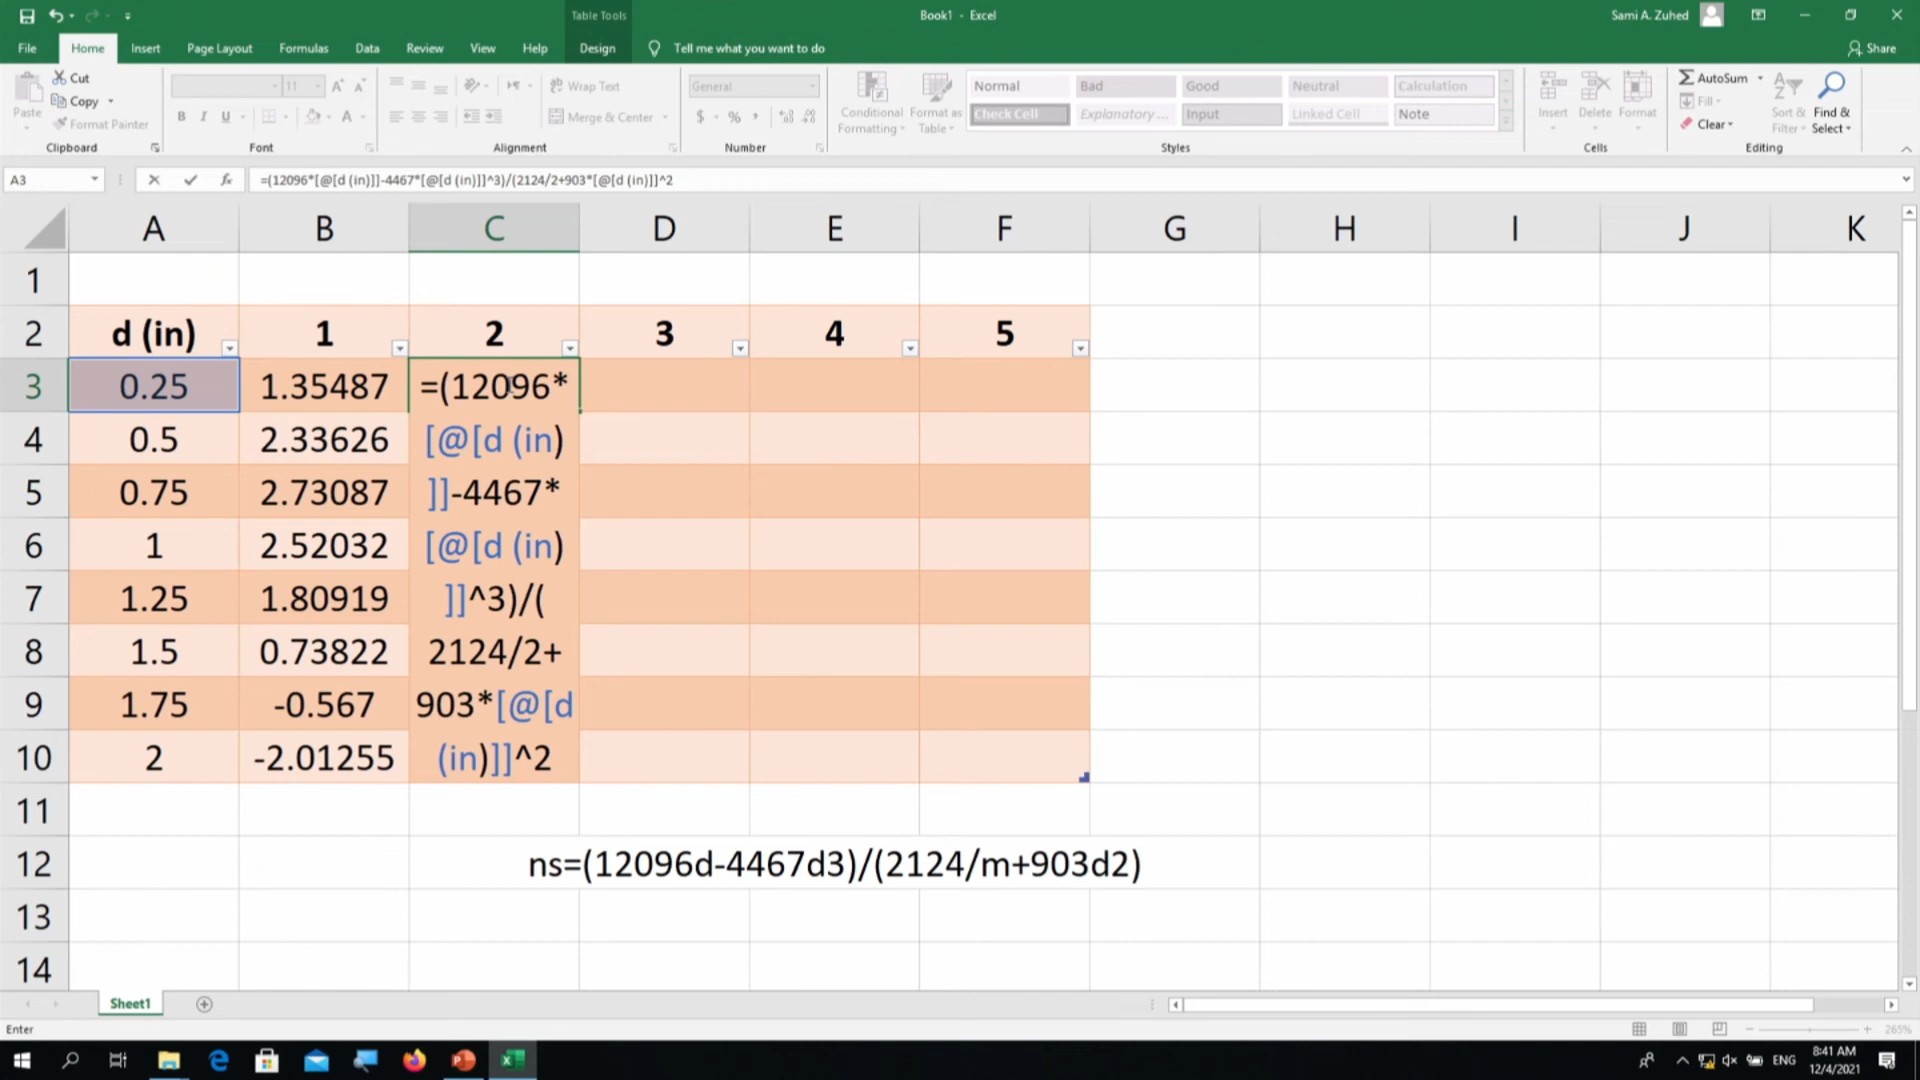 Table Tools
Book1 - Excel
Sami A. Zuhed
File
Home
Insert
Page Layout
Formulas
Data
Review
View
Help
Design
Tell me what you want to do
Share
Paste
Cut
Copy
Format Painter
Clipboard
11
A
A
B
I
U
A
Font
Wrap Text
Merge & Center
Alignment
General
$ %
Number
Conditional
Formatting
Format as
Table
Normal
Bad
Good
Neutral
Calculation
Check Cell
Explanatory ...
Input
Linked Cell
Note
Styles
Insert
Delete
Format
Cells
AutoSum
Fill
Clear
Sort &
Filter
Find &
Select
Editing
A3
fx
=(12096*[@[d (in)]]-4467*[@[d (in)]]^3)/(2124/2+903*[@[d (in)]]^2
A B C D E F G H I J K
1
2 d (in) 1 2 3 4 5
3 0.25 1.35487 =(12096*
4 0.5 2.33626 [@[d (in)
5 0.75 2.73087 ]]-4467*
6 1 2.52032 [@[d (in)
7 1.25 1.80919 ]]^3)/(
8 1.5 0.73822 2124/2+
9 1.75 -0.567 903*[@[d
10 2 -2.01255 (in)]]^2
11
12 ns=(12096d-4467d3)/(2124/m+903d2)
13
14
Sheet1
Enter
265%
ENG
8:41 AM
12/4/2021